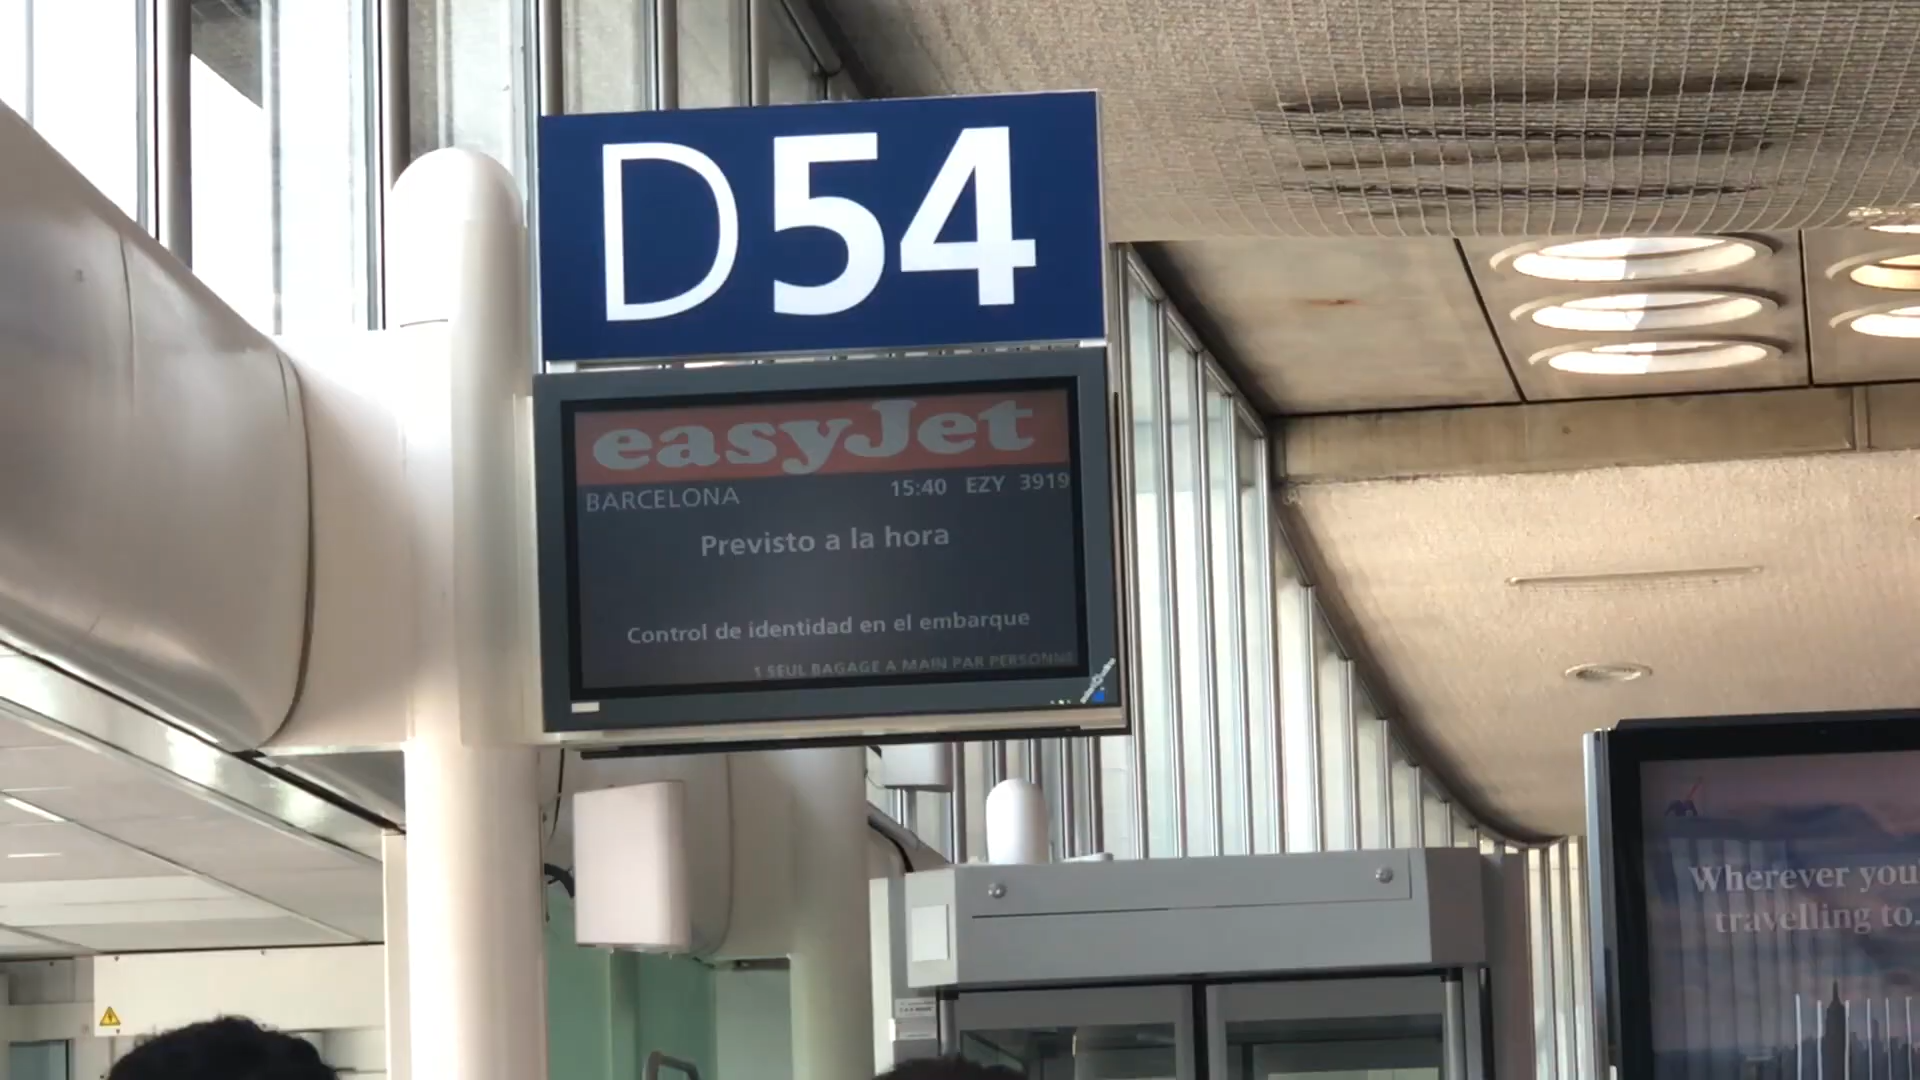 D54
easyJet
BARCELONA 15:40 EZY 3919
Previsto a la hora
Control de identidad en el embarque
1 SEUL BAGAGE A MAIN PAR PERSONNE
Wherever you
travelling to.